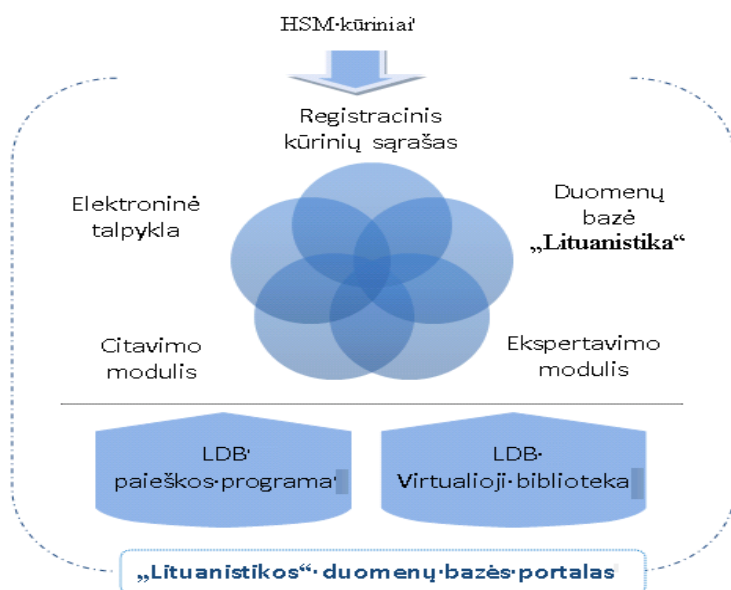 HSM kūriniai
Registracinis
kūrinių sąrašas
Elektroninė
talpykla
Duomenų
bazė
„Lituanistika“
Citavimo
modulis
Ekspertavimo
modulis
LDB
paieškos programa
LDB
Virtualioji biblioteka
„Lituanistikos“ duomenų bazės portalas